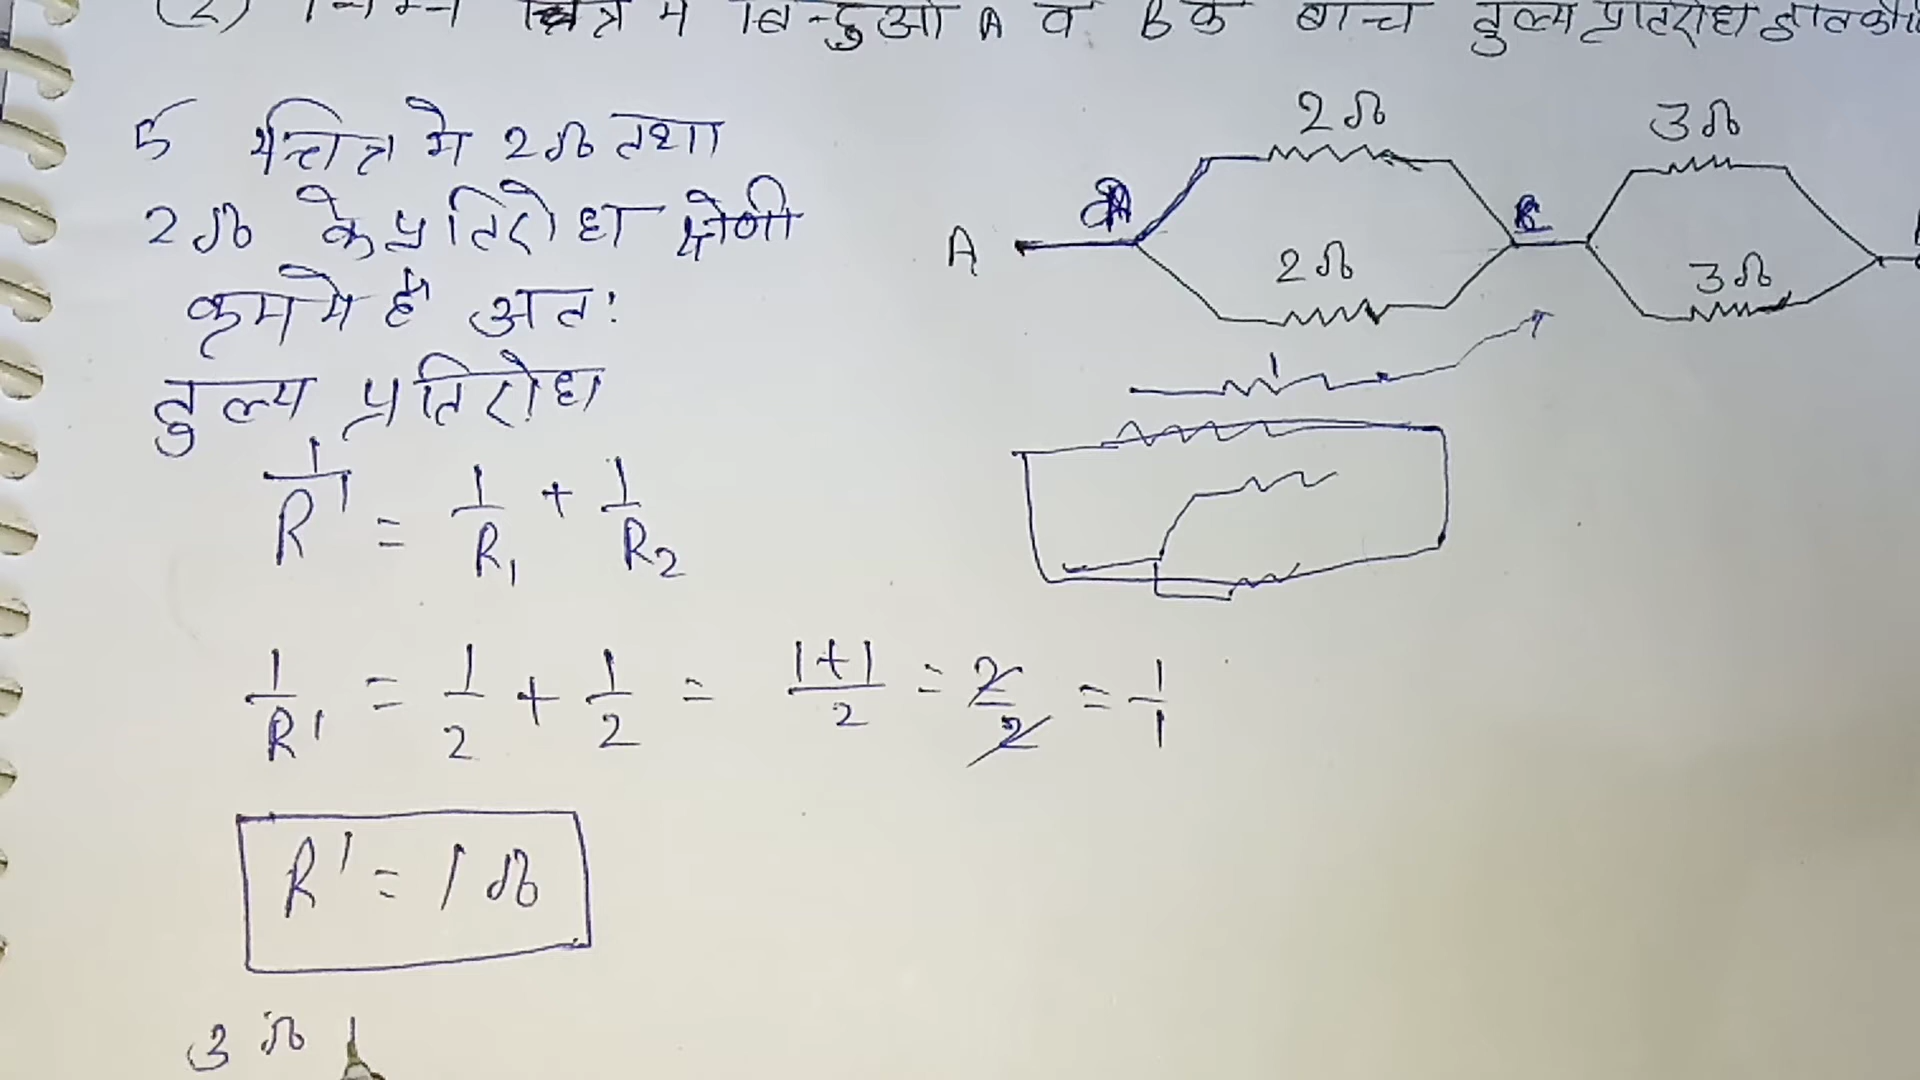 (2) निम्न चित्र में बिन्दुओं A व B के बीच तुल्य प्रतिरोध ज्ञात
चित्र मे 2Ω तथा
2Ω के प्रतिरोध श्रेणी
क्रम मे है अतः
तुल्य प्रतिरोध
1/R' = 1/R₁ + 1/R₂
1/R' = 1/2 + 1/2 = 1+1/2 = 2/2 = 1/1
R' = 1Ω
3Ω
2Ω 3Ω
A
2Ω 3Ω